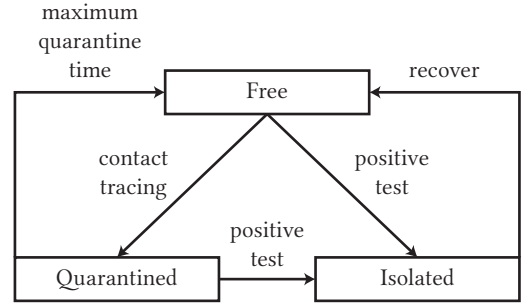 maximum
quarantine
time
recover
Free
contact
tracing
positive
test
positive
test
Quarantined
Isolated